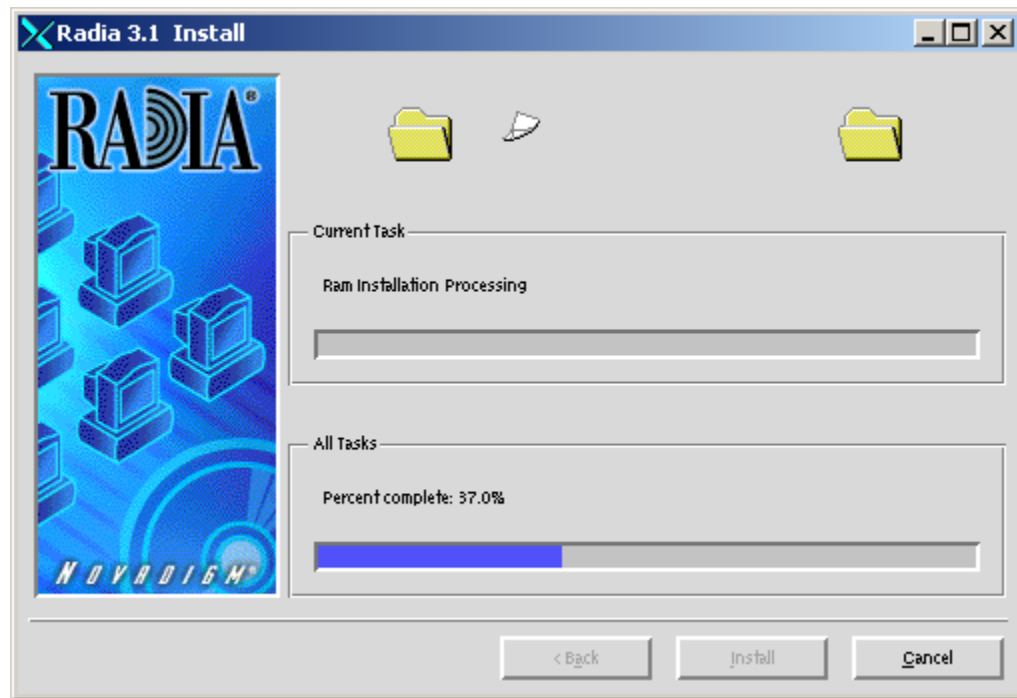 Radia 3.1 Install
RADIA®
Current Task
Ram Installation Processing
All Tasks
Percent complete: 37.0%
NOVADIGM®
< Back
Install
Cancel